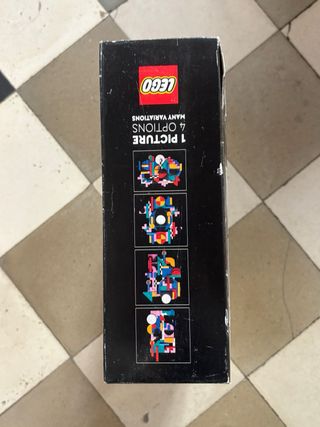 LEGO
1 PICTURE
4 OPTIONS
MANY VARIATIONS